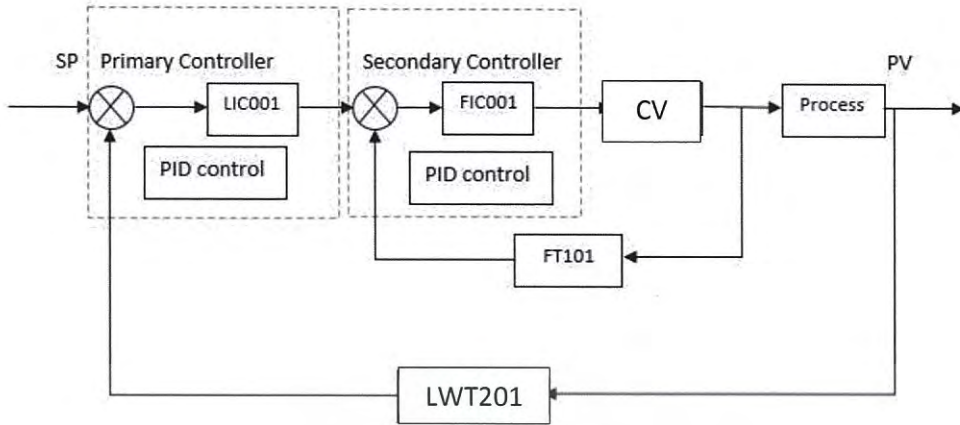 SP
Primary Controller
Secondary Controller
PV
LIC001
FIC001
CV
Process
PID control
PID control
FT101
LWT201